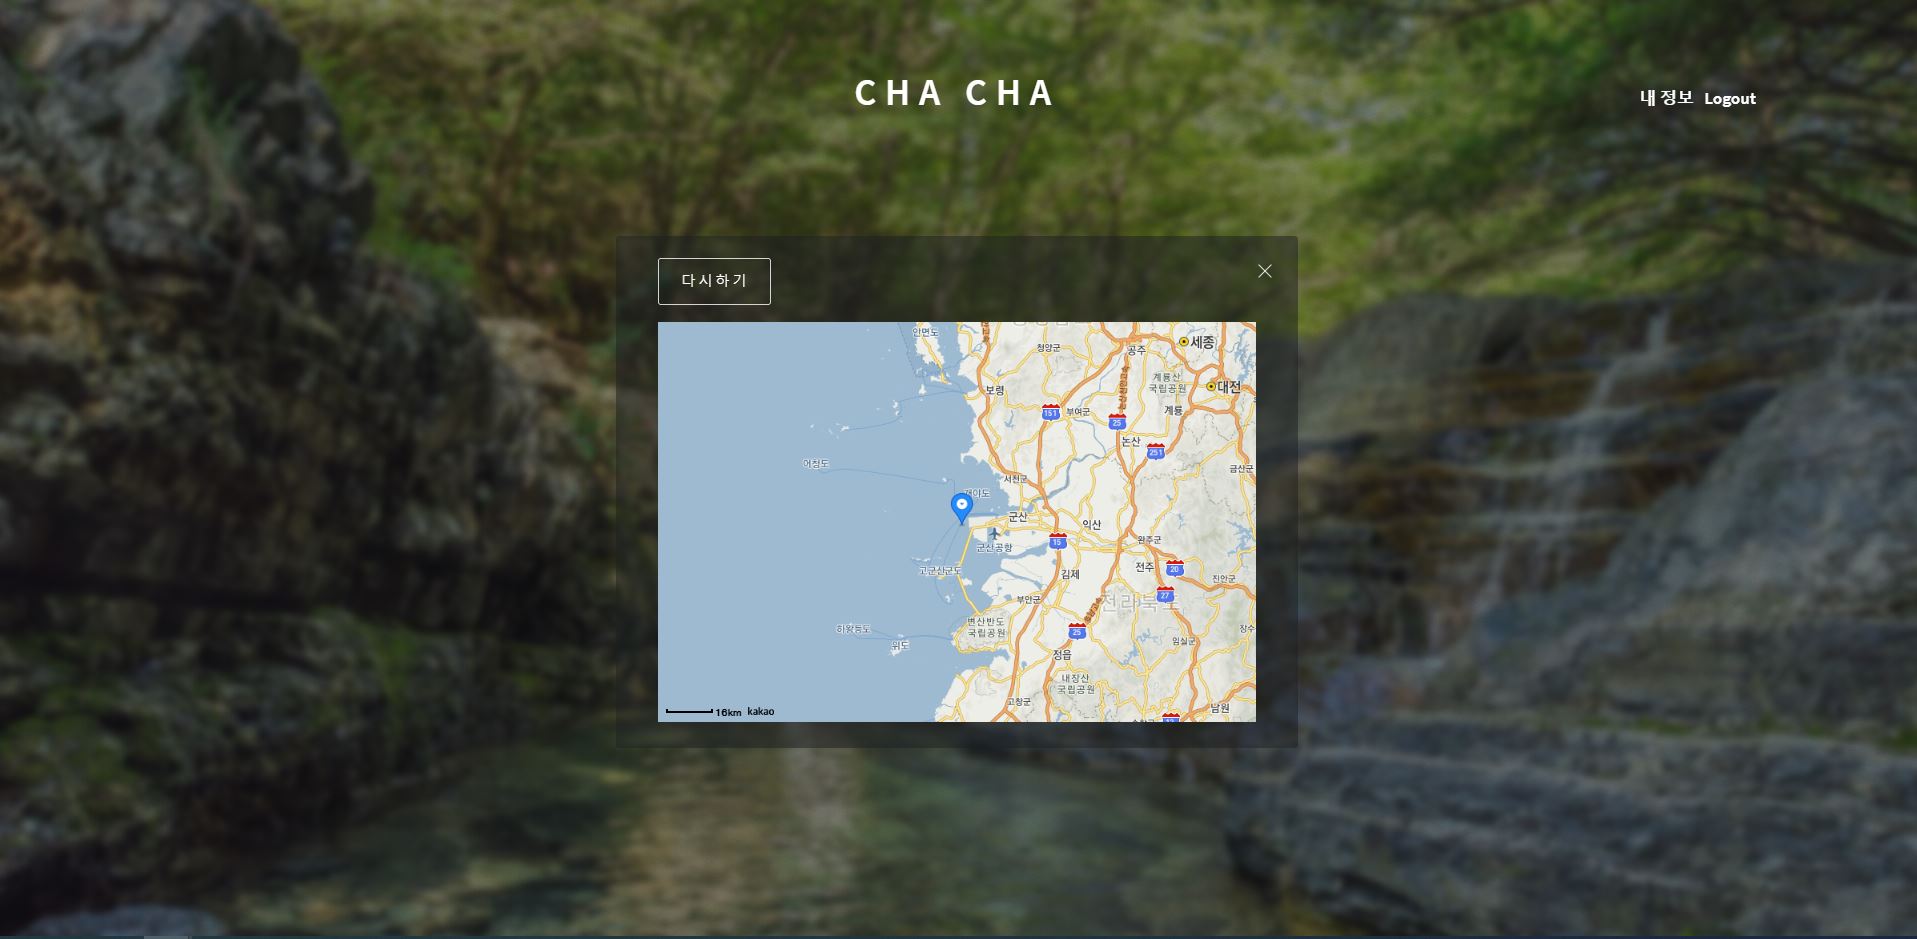 CHA CHA
내 정보 Logout
다시하기
안면도
청양군
공주
세종
계룡산
국립공원
대전
보령
151
부여군
25
계룡
논산
251
어청도
금산군
서천군
군산
익산
군산공항
15
완주군
고군산군도
김제
전주
20
진안군
27
부안군
전라북도
변산반도
국립공원
하왕등도
25
장수
위도
임실군
정읍
내장산
국립공원
고창군
남원
16km kakao